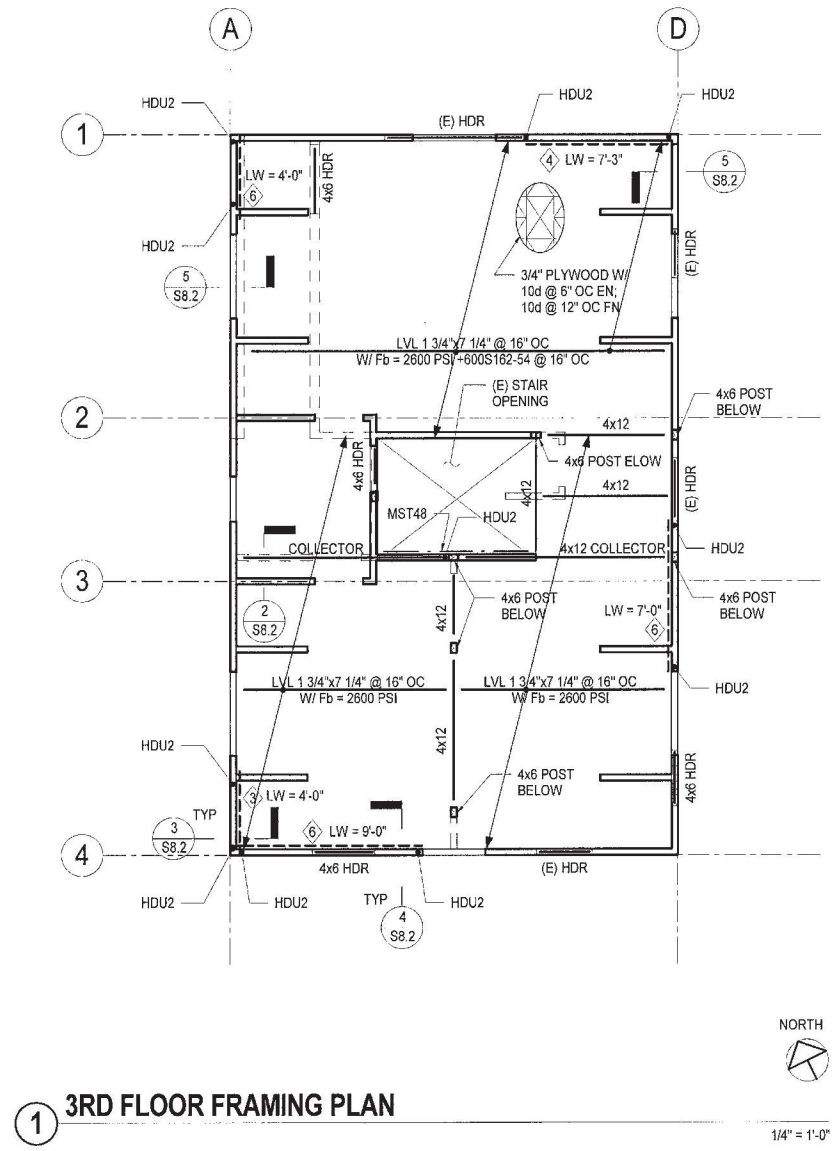 A
D
HDU2
HDU2
HDU2
(E) HDR
1
LW = 4'-0"
6
4x6 HDR
4
LW = 7'-3"
5
S8.2
HDU2
5
S8.2
(E) HDR
3/4" PLYWOOD W/
10d @ 6" OC EN;
10d @ 12" OC FN
LVL 1 3/4"x7 1/4" @ 16" OC
W/ Fb = 2600 PSI/+600S162-54 @ 16" OC
(E) STAIR
OPENING
4x6 POST
BELOW
2
4x12
4x6 POST ELOW
4x6 HDR
4x12
4x12
(E) HDR
MST48
HDU2
COLLECTOR
4x12 COLLECTOR
HDU2
3
2
S8.2
4x12
4x6 POST
BELOW
4x6 POST
BELOW
LW = 7'-0"
6
LVL 1 3/4"x7 1/4" @ 16" OC
W/ Fb = 2600 PSI
LVL 1 3/4"x7 1/4" @ 16" OC
W/ Fb = 2600 PSI
HDU2
4x12
HDU2
4x6 POST
BELOW
4x6 HDR
3
LW = 4'-0"
TYP
3
S8.2
6
LW = 9'-0"
4
4x6 HDR
(E) HDR
HDU2
HDU2
TYP
4
S8.2
HDU2
NORTH
1
3RD FLOOR FRAMING PLAN
1/4" = 1'-0"